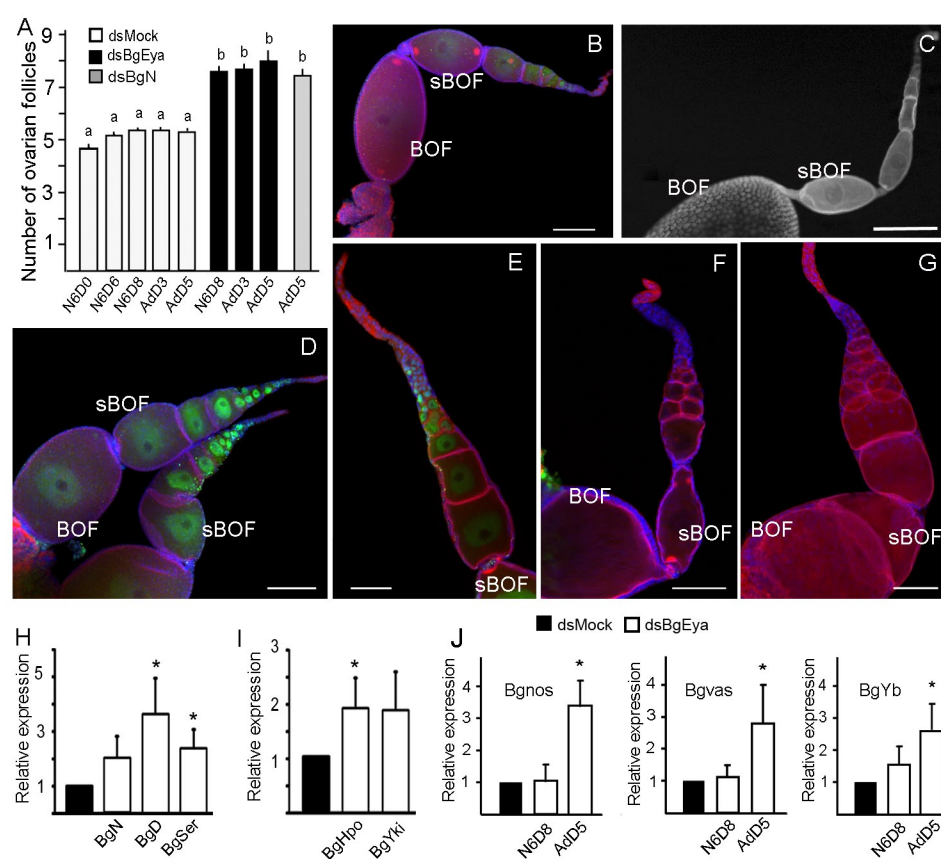 A
Number of ovarian follicles
9
7
5
3
1
dsMock
dsBgEya
dsBgN
a a a a a b b b b
N6D0 N6D6 N6D8 AdD3 AdD5 N6D8 AdD3 AdD5 AdD5
B
sBOF
BOF
C
BOF
sBOF
D
sBOF
BOF
sBOF
E
sBOF
F
BOF
sBOF
G
BOF
sBOF
H
Relative expression
5
3
1
* *
BgN BgD BgSer
I
Relative expression
2
1
*
BgHpo BgYki
J
dsMock dsBgEya
Relative expression
4
3
2
1
Bgnos
*
N6D8 AdD5
Relative expression
4
3
2
1
Bgvas
*
N6D8 AdD5
Relative expression
4
3
2
1
BgYb
*
N6D8 AdD5